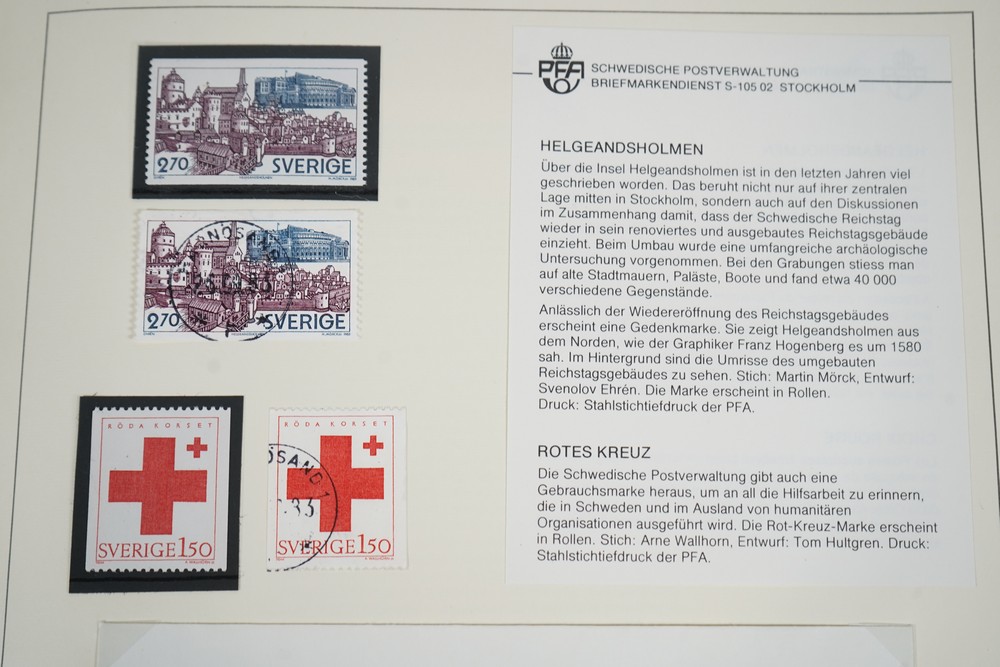 2.70 SVERIGE
2.70 SVERIGE
RÖDA KORSET
SVERIGE 1.50
RÖDA KORSET
SVERIGE 1.50
PFA
SCHWEDISCHE POSTVERWALTUNG
BRIEFMARKENDIENST S-105 02 STOCKHOLM
HELGEANDSHOLMEN
Über die Insel Helgeandsholmen ist in den letzten Jahren viel
geschrieben worden. Das beruht nicht nur auf ihrer zentralen
Lage mitten in Stockholm, sondern auch auf den Diskussionen
im Zusammenhang damit, dass der Schwedische Reichstag
wieder in sein renoviertes und ausgebautes Reichstagsgebäude
einzieht. Beim Umbau wurde eine umfangreiche archäologische
Untersuchung vorgenommen. Bei den Grabungen stiess man
auf alte Stadtmauern, Paläste, Boote und fand etwa 40 000
verschiedene Gegenstände.
Anlässlich der Wiedereröffnung des Reichstagsgebäudes
erscheint eine Gedenkmarke. Sie zeigt Helgeandsholmen aus
dem Norden, wie der Graphiker Franz Hogenberg es um 1580
sah. Im Hintergrund sind die Umrisse des umgebauten
Reichstagsgebäudes zu sehen. Stich: Martin Mörck, Entwurf:
Svenolov Ehrén. Die Marke erscheint in Rollen.
Druck: Stahlstichtiefdruck der PFA.
ROTES KREUZ
Die Schwedische Postverwaltung gibt auch eine
Gebrauchsmarke heraus, um an all die Hilfsarbeit zu erinnern,
die in Schweden und im Ausland von humanitären
Organisationen ausgeführt wird. Die Rot-Kreuz-Marke erscheint
in Rollen. Stich: Arne Wallhorn, Entwurf: Tom Hultgren. Druck:
Stahlstichtiefdruck der PFA.